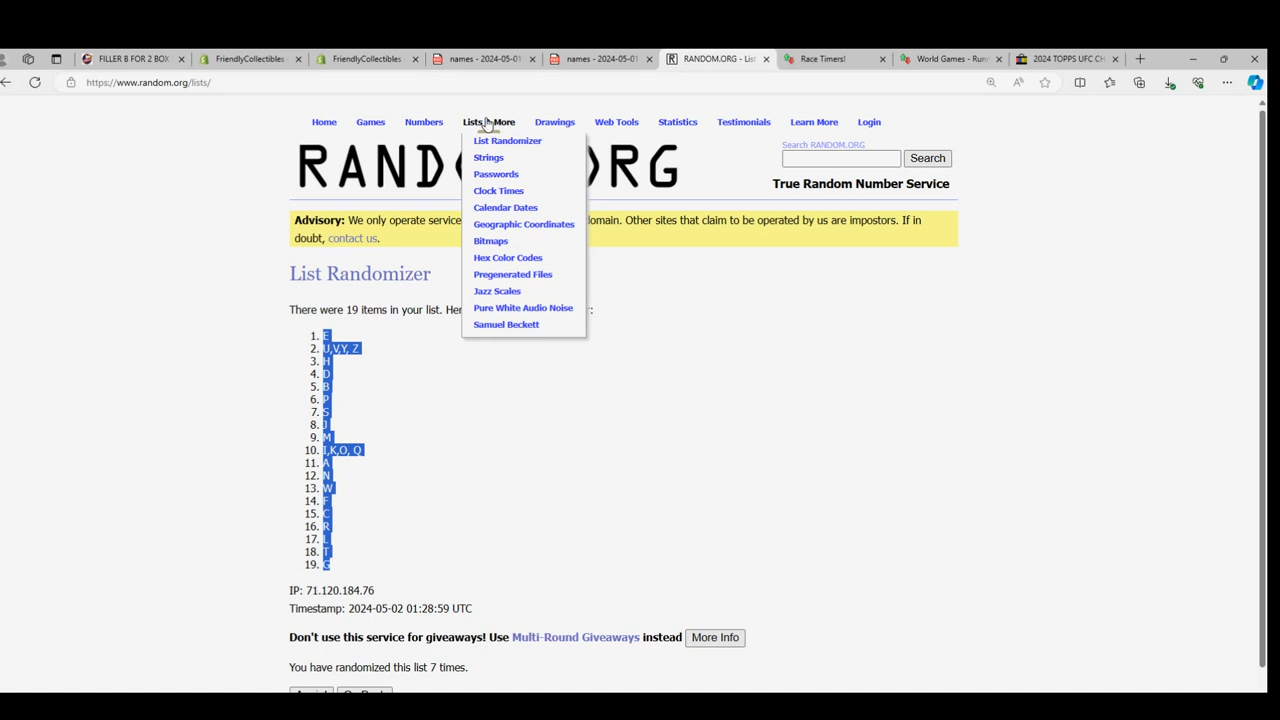 FILLER B FOR 2 BOX
FriendlyCollectibles
FriendlyCollectibles
names - 2024-05-01
names - 2024-05-01
RANDOM.ORG - Lis
Race Timers!
World Games - Runn
2024 TOPPS UFC CH
https://www.random.org/lists/
Home Games Numbers Lists & More Drawings Web Tools Statistics Testimonials Learn More Login
List Randomizer
Strings
Passwords
Clock Times
Calendar Dates
Geographic Coordinates
Bitmaps
Hex Color Codes
Pregenerated Files
Jazz Scales
Pure White Audio Noise
Samuel Beckett
RAND RG
Search RANDOM.ORG
Search
True Random Number Service
Advisory: We only operate service omain. Other sites that claim to be operated by us are impostors. If in
doubt, contact us.
List Randomizer
There were 19 items in your list. Her :
1. E
2. U,V,Y, Z
3. H
4. D
5. B
6. P
7. S
8. J
9. M
10. I,K,O, Q
11. A
12. N
13. W
14. F
15. C
16. R
17. L
18. T
19. G
IP: 71.120.184.76
Timestamp: 2024-05-02 01:28:59 UTC
Don't use this service for giveaways! Use Multi-Round Giveaways instead More Info
You have randomized this list 7 times.